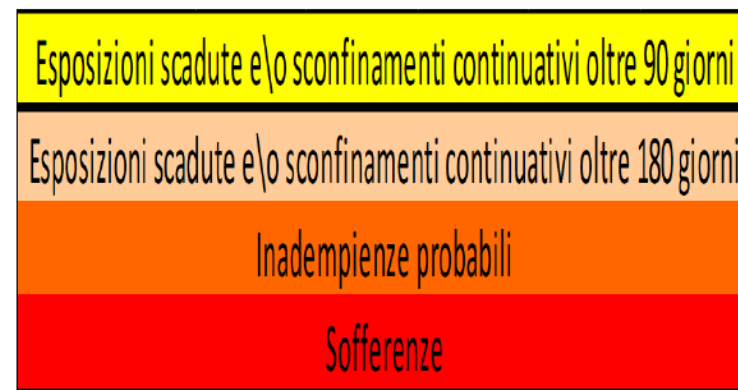 Esposizioni scadute e\o sconfinamenti continuativi oltre 90 giorni
Esposizioni scadute e\o sconfinamenti continuativi oltre 180 giorni
Inadempienze probabili
Sofferenze